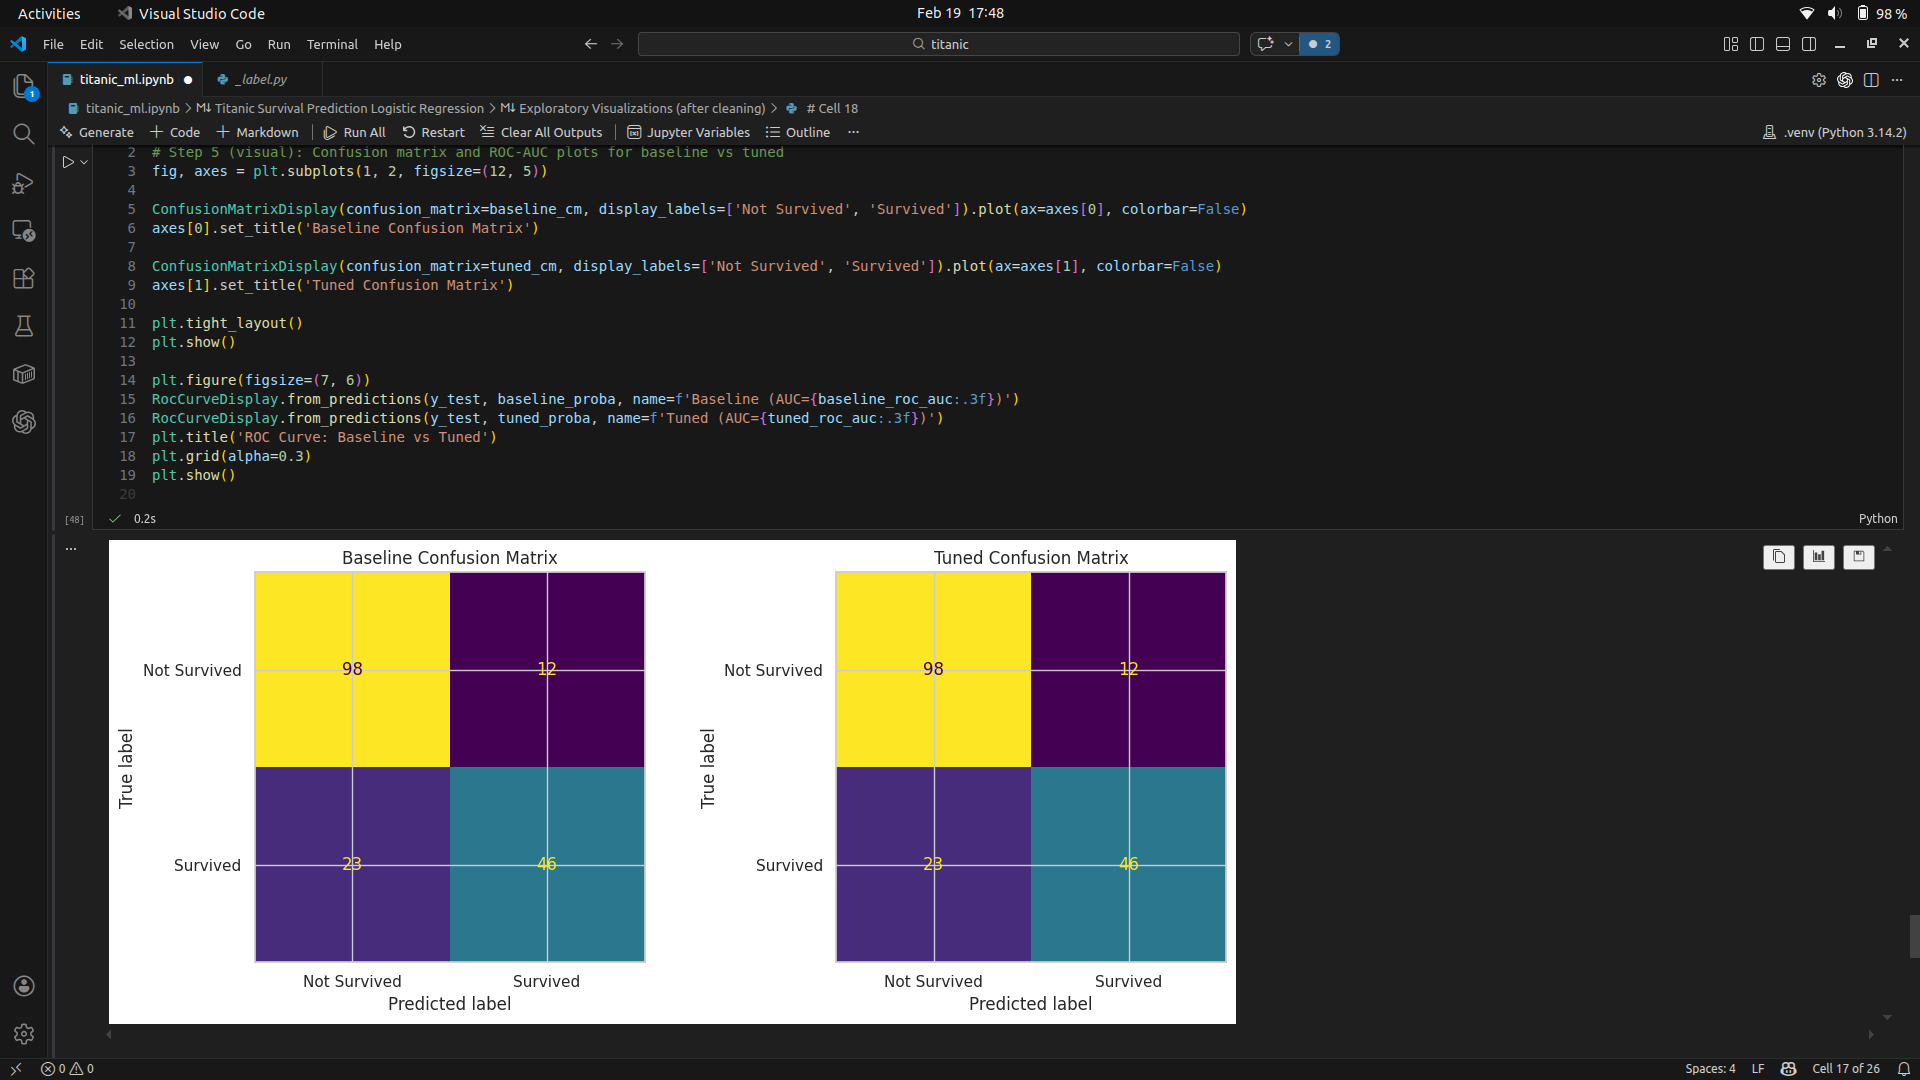 Activities Visual Studio Code Feb 19 17:48 98 %
File Edit Selection View Go Run Terminal Help titanic 2
titanic_ml.ipynb _label.py
1
titanic_ml.ipynb > M↓ Titanic Survival Prediction Logistic Regression > M↓ Exploratory Visualizations (after cleaning) > # Cell 18
Generate + Code + Markdown Run All Restart Clear All Outputs Jupyter Variables Outline ... .venv (Python 3.14.2)
2 # Step 5 (visual): Confusion matrix and ROC-AUC plots for baseline vs tuned
3 fig, axes = plt.subplots(1, 2, figsize=(12, 5))
4
5 ConfusionMatrixDisplay(confusion_matrix=baseline_cm, display_labels=['Not Survived', 'Survived']).plot(ax=axes[0], colorbar=False)
6 axes[0].set_title('Baseline Confusion Matrix')
7
8 ConfusionMatrixDisplay(confusion_matrix=tuned_cm, display_labels=['Not Survived', 'Survived']).plot(ax=axes[1], colorbar=False)
9 axes[1].set_title('Tuned Confusion Matrix')
10
11 plt.tight_layout()
12 plt.show()
13
14 plt.figure(figsize=(7, 6))
15 RocCurveDisplay.from_predictions(y_test, baseline_proba, name=f'Baseline (AUC={baseline_roc_auc:.3f})')
16 RocCurveDisplay.from_predictions(y_test, tuned_proba, name=f'Tuned (AUC={tuned_roc_auc:.3f})')
17 plt.title('ROC Curve: Baseline vs Tuned')
18 plt.grid(alpha=0.3)
19 plt.show()
20
[48] 0.2s Python
Baseline Confusion Matrix
98 12
23 46
Not Survived
Survived
True label
Not Survived Survived
Predicted label
Tuned Confusion Matrix
98 12
23 46
Not Survived
Survived
True label
Not Survived Survived
Predicted label
0 0 Spaces: 4 LF Cell 17 of 26